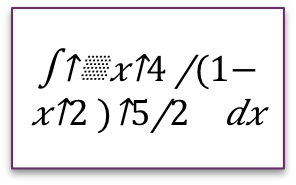 ∫↑▒x↑4 /(1−
x↑2 )↑5/2 dx